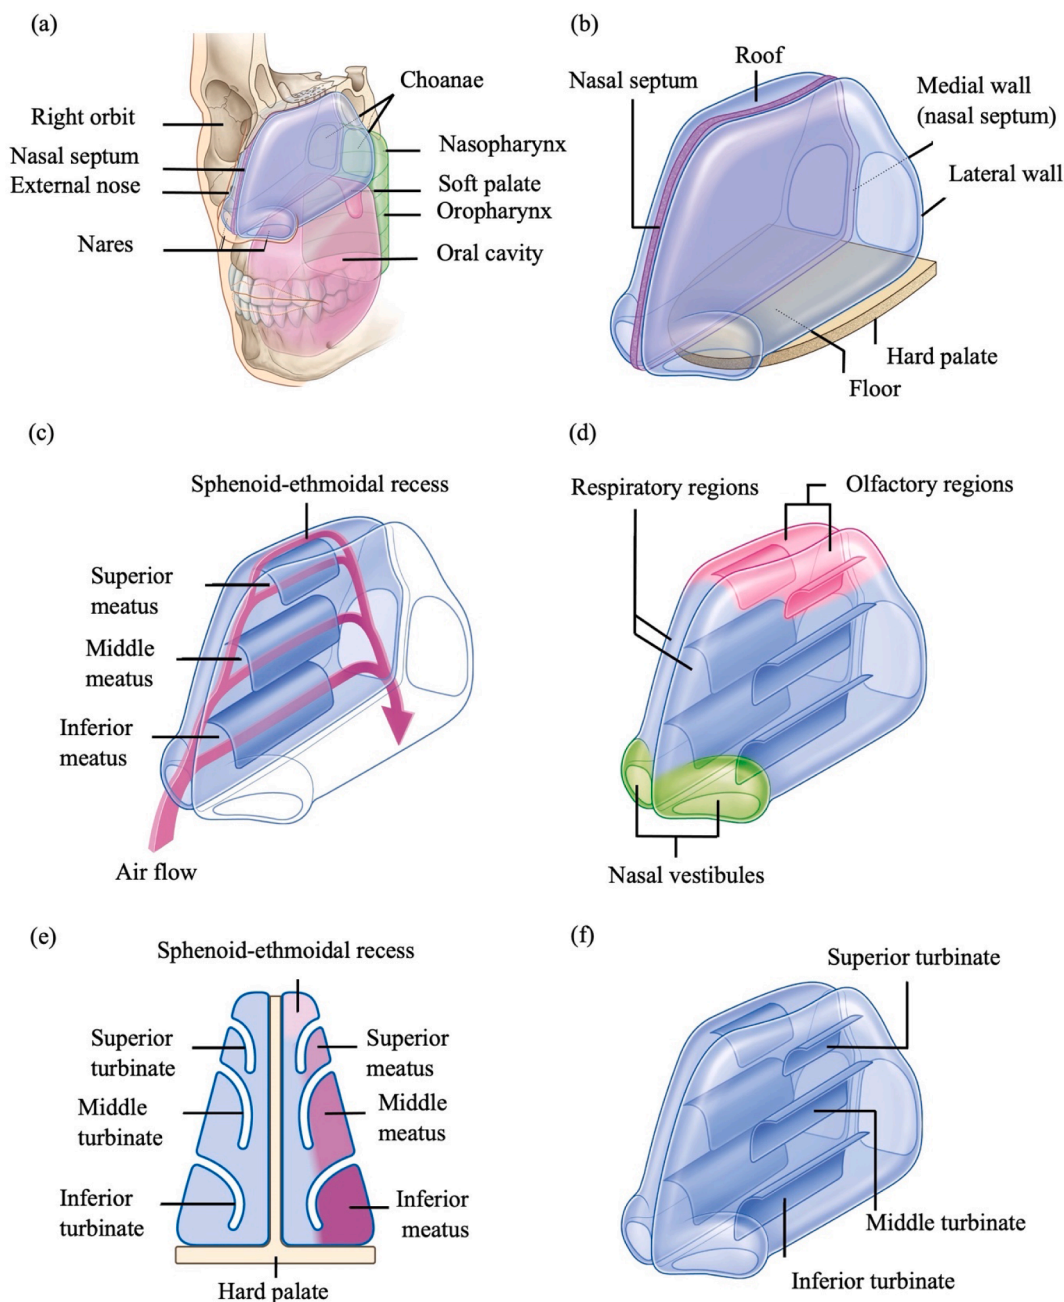 (a)
Choanae
Right orbit
Nasal septum
External nose
Nares
Nasopharynx
Soft palate
Oropharynx
Oral cavity
(b)
Roof
Nasal septum
Medial wall
(nasal septum)
Lateral wall
Hard palate
Floor
(c)
Sphenoid-ethmoidal recess
Superior
meatus
Middle
meatus
Inferior
meatus
Air flow
(d)
Respiratory regions
Olfactory regions
Nasal vestibules
(e)
Sphenoid-ethmoidal recess
Superior
turbinate
Middle
turbinate
Inferior
turbinate
Superior
meatus
Middle
meatus
Inferior
meatus
Hard palate
(f)
Superior turbinate
Middle turbinate
Inferior turbinate